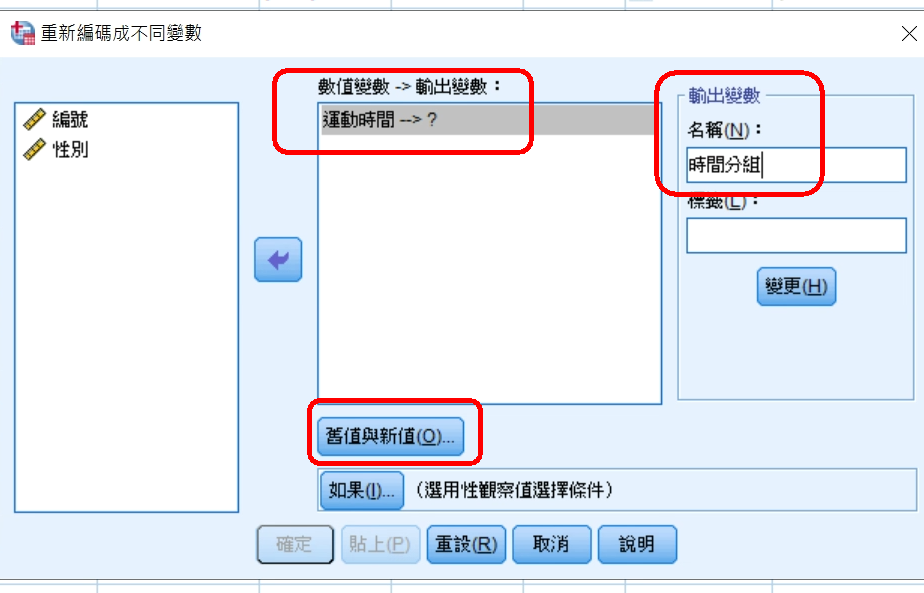 重新編碼成不同變數
編號
性別
數值變數 -> 輸出變數：
運動時間 --> ?
輸出變數
名稱(N)：
時間分組
標籤(L)：
變更(H)
舊值與新值(O)...
如果(I)...
（選用性觀察值選擇條件）
確定
貼上(P)
重設(R)
取消
說明